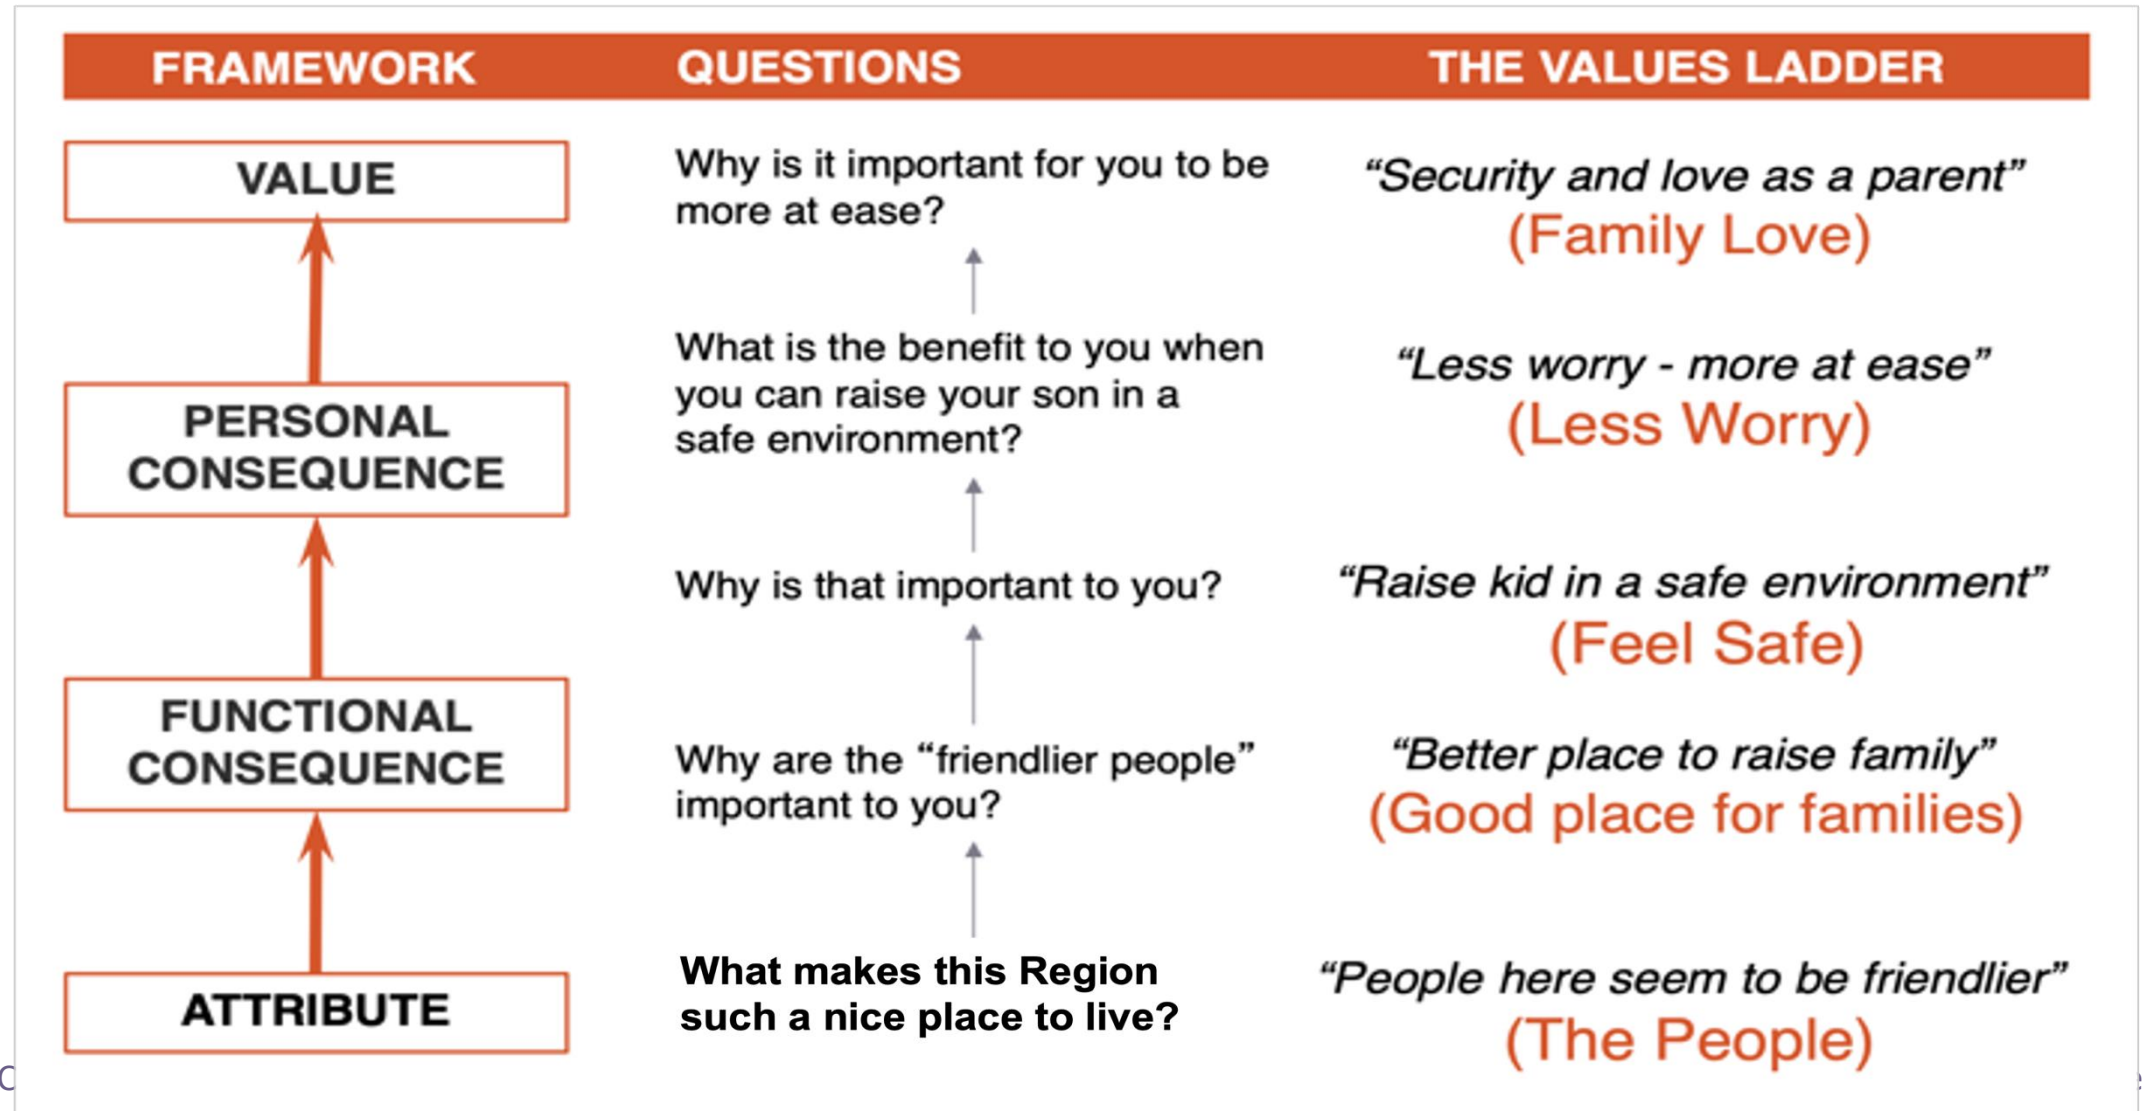 FRAMEWORK QUESTIONS THE VALUES LADDER
VALUE
Why is it important for you to be
more at ease?
“Security and love as a parent”
(Family Love)
PERSONAL
CONSEQUENCE
What is the benefit to you when
you can raise your son in a
safe environment?
“Less worry - more at ease”
(Less Worry)
Why is that important to you?
“Raise kid in a safe environment”
(Feel Safe)
FUNCTIONAL
CONSEQUENCE
Why are the “friendlier people”
important to you?
“Better place to raise family”
(Good place for families)
ATTRIBUTE
What makes this Region
such a nice place to live?
“People here seem to be friendlier”
(The People)